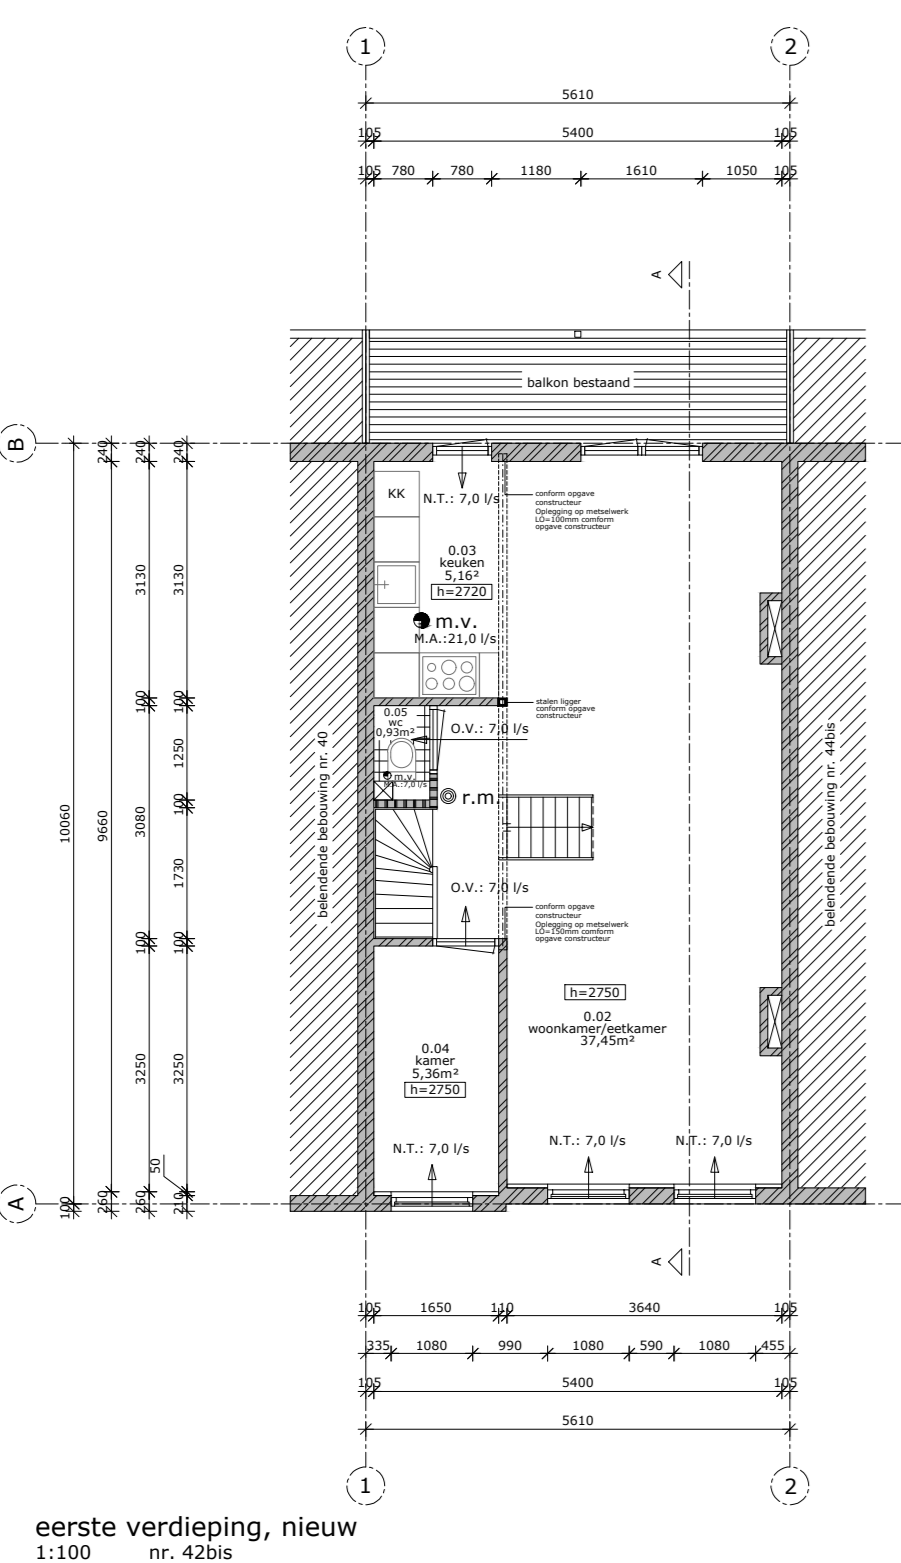 1
2
5610
105
5400
105
105
780
780
1180
1610
1050
105
A
balkon bestaand
B
240
240
240
KK
N.T.: 7,0 l/s
conform opgave
constructeur
Oplegging op metselwerk
LO=100mm comform
opgave constructeur
0.03
keuken
5,16²
h=2720
3130
3130
m.v.
M.A.:21,0 l/s
100
100
stalen ligger
conform opgave
constructeur
0.05
wc
0,93m²
O.V.: 7,0 l/s
1250
m.v.
M.A.:7,0 l/s
r.m.
belendende bebouwing nr. 40
belendende bebouwing nr. 44bis
10060
9660
3080
100
1730
O.V.: 7,0 l/s
conform opgave
constructeur
Oplegging op metselwerk
LO=150mm comform
opgave constructeur
100
100
h=2750
0.02
woonkamer/eetkamer
37,45m²
0.04
kamer
5,36m²
h=2750
3250
3250
N.T.: 7,0 l/s
N.T.: 7,0 l/s
N.T.: 7,0 l/s
50
A
100
260
260
210
A
105
1650
110
3640
105
335
1080
990
1080
590
1080
455
105
5400
105
5610
1
2
eerste verdieping, nieuw
1:100
nr. 42bis